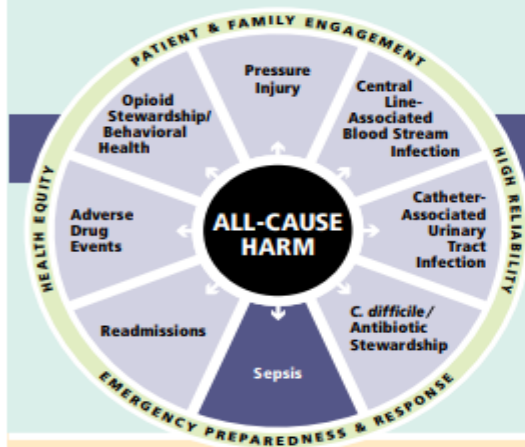 PATIENT & FAMILY ENGAGEMENT
Pressure
Injury
Central
Line-
Associated
Blood Stream
Infection
HIGH RELIABILITY
Catheter-
Associated
Urinary
Tract
Infection
C. difficile/
Antibiotic
Stewardship
Sepsis
EMERGENCY PREPAREDNESS & RESPONSE
Readmissions
Adverse
Drug
Events
HEALTH EQUITY
Opioid
Stewardship/
Behavioral
Health
ALL-CAUSE
HARM